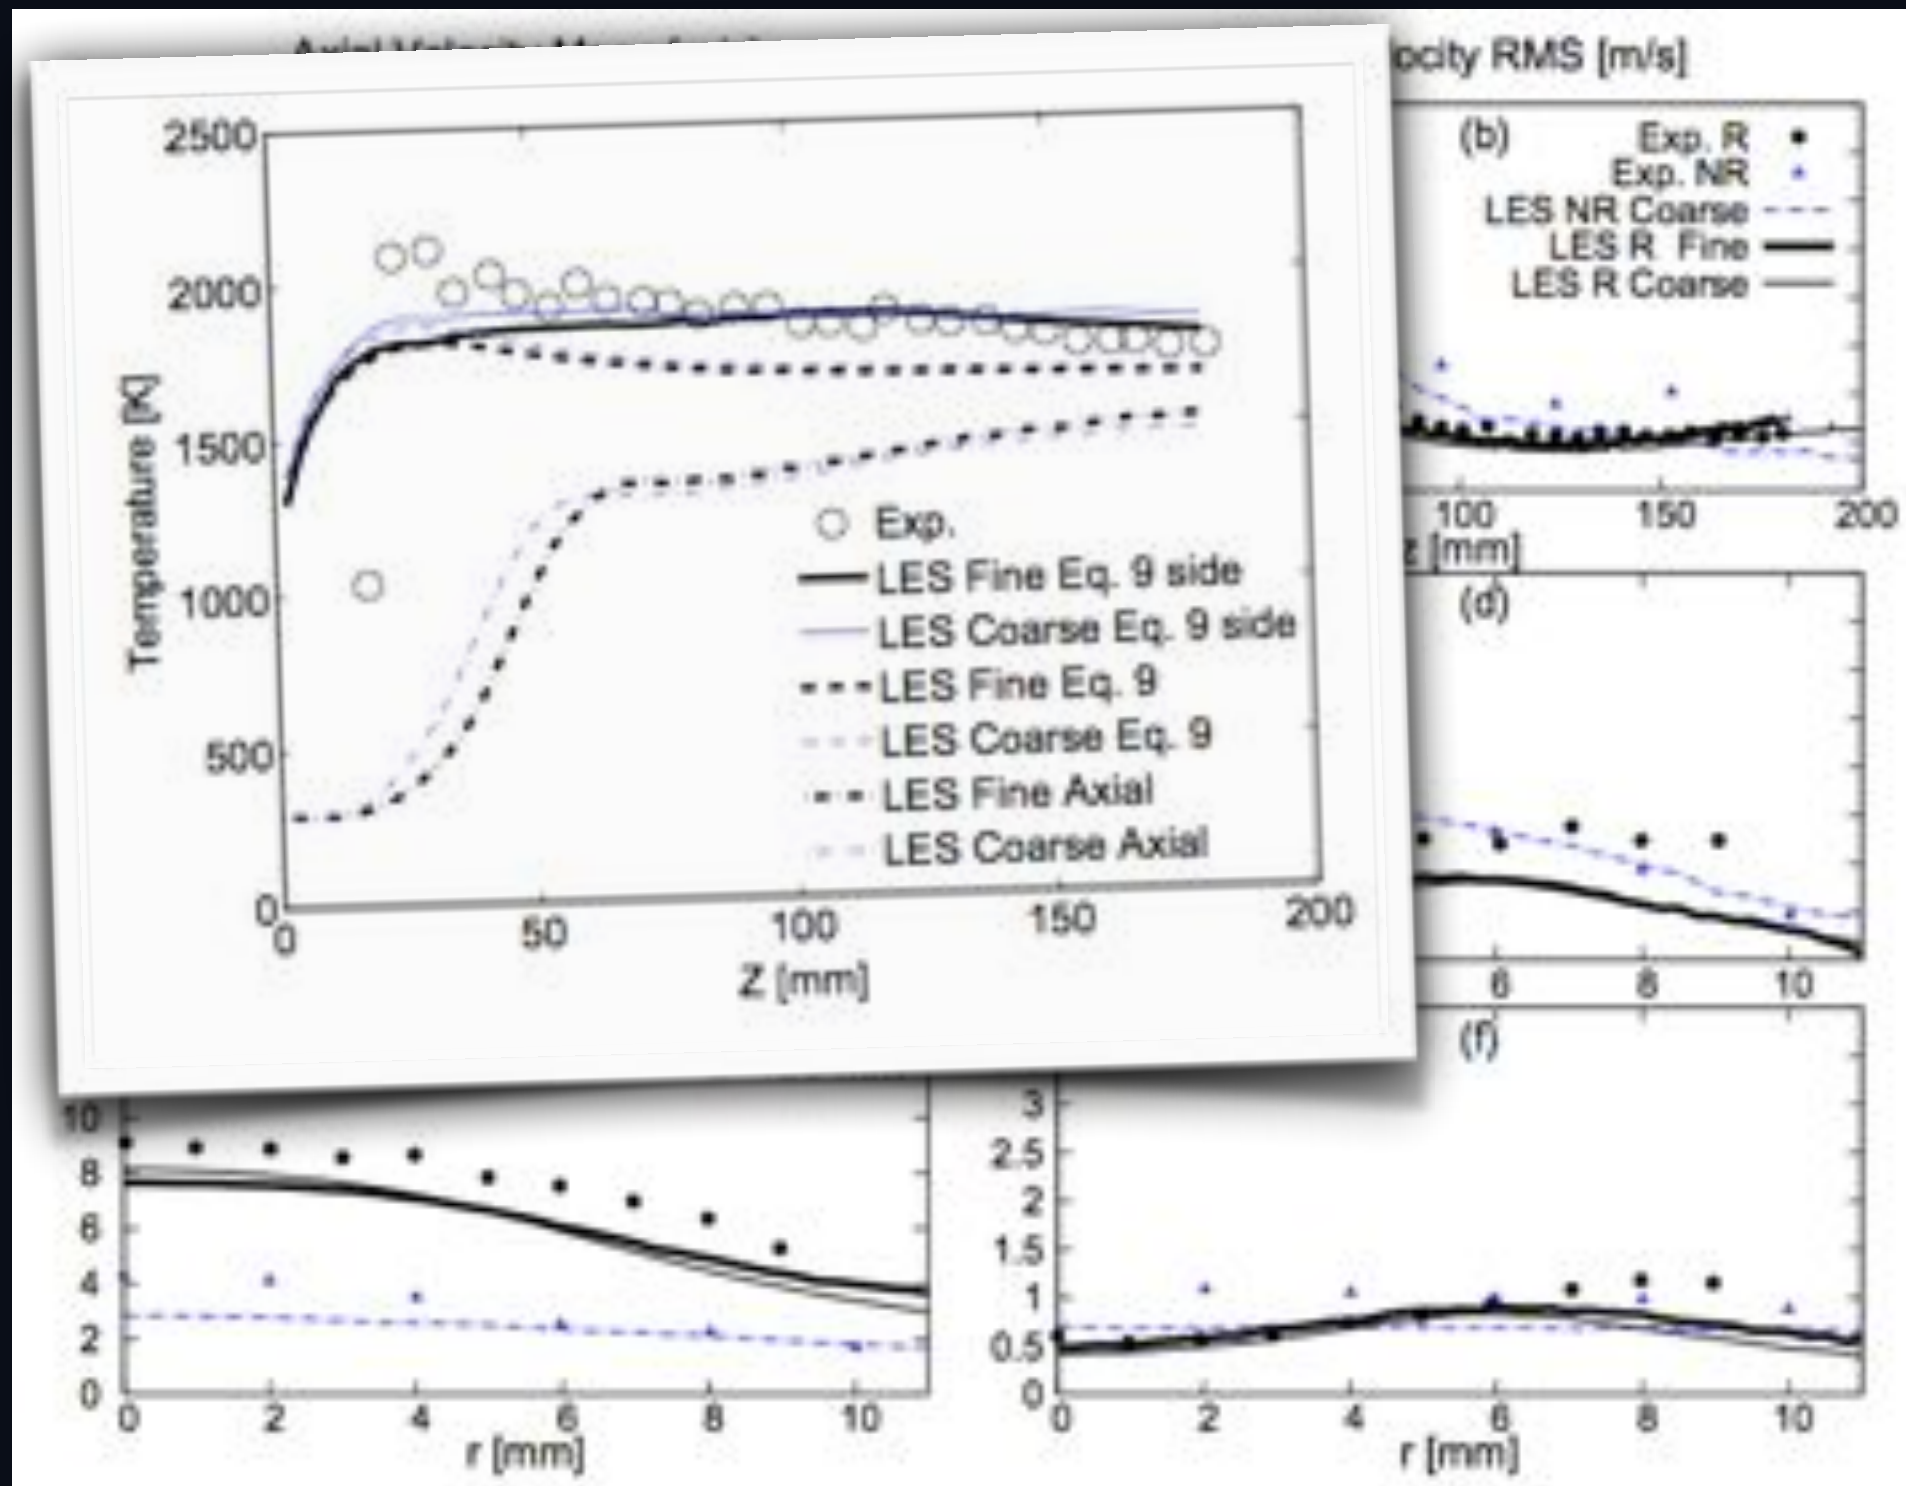 ocity RMS [m/s]
2500
2000
1500
1000
500
0
Temperature [K]
0 50 100 150 200
Z [mm]
Exp.
LES Fine Eq. 9 side
LES Coarse Eq. 9 side
LES Fine Eq. 9
LES Coarse Eq. 9
LES Fine Axial
LES Coarse Axial
(b)
Exp. R
Exp. NR
LES NR Coarse
LES R Fine
LES R Coarse
100 150 200
z [mm]
(d)
6 8 10
10
8
6
4
2
0
0 2 4 6 8 10
r [mm]
(f)
3
2.5
2
1.5
1
0.5
0
0 2 4 6 8 10
r [mm]